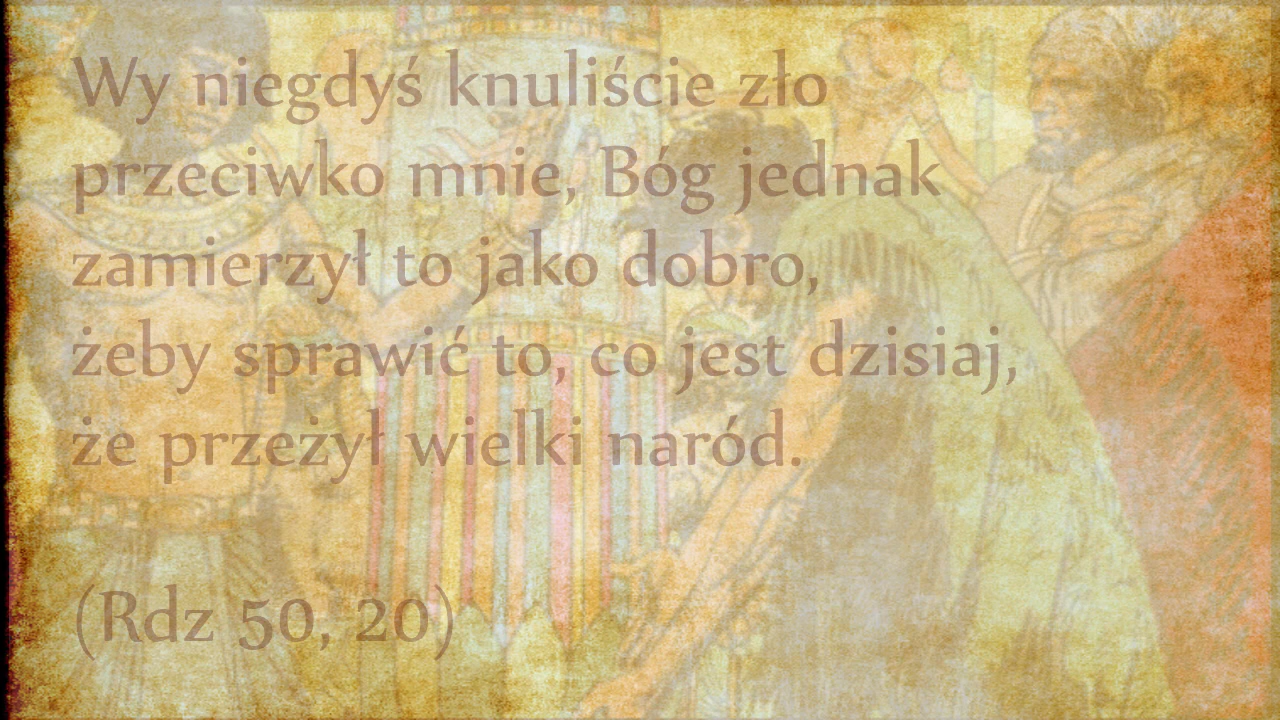 Wy niegdyś knuliście zło
przeciwko mnie, Bóg jednak
zamierzył to jako dobro,
żeby sprawić to, co jest dzisiaj,
że przeżył wielki naród.
(Rdz 50, 20)